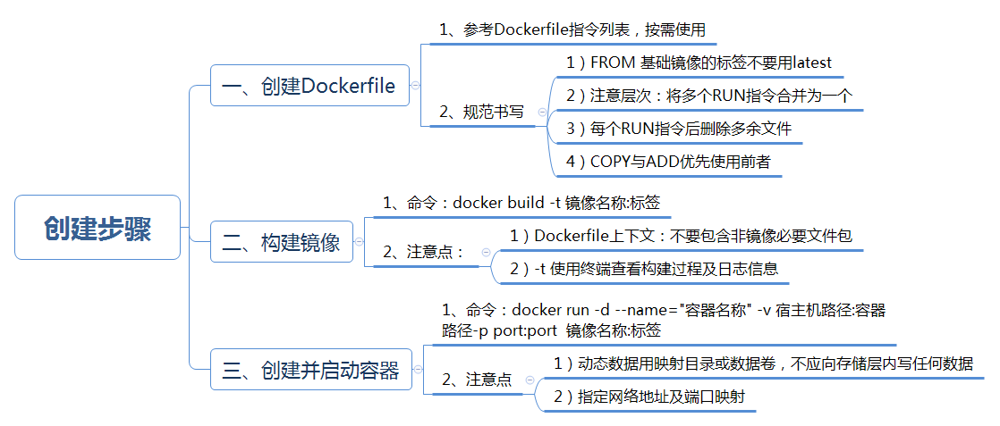 创建步骤
一、创建Dockerfile
1、参考Dockerfile指令列表，按需使用
2、规范书写
1）FROM 基础镜像的标签不要用latest
2）注意层次：将多个RUN指令合并为一个
3）每个RUN指令后删除多余文件
4）COPY与ADD优先使用前者
二、构建镜像
1、命令：docker build -t 镜像名称:标签
2、注意点：
1）Dockerfile上下文：不要包含非镜像必要文件包
2）-t 使用终端查看构建过程及日志信息
三、创建并启动容器
1、命令：docker run -d --name="容器名称" -v 宿主机路径:容器
路径-p port:port 镜像名称:标签
2、注意点
1）动态数据用映射目录或数据卷，不应向存储层内写任何数据
2）指定网络地址及端口映射